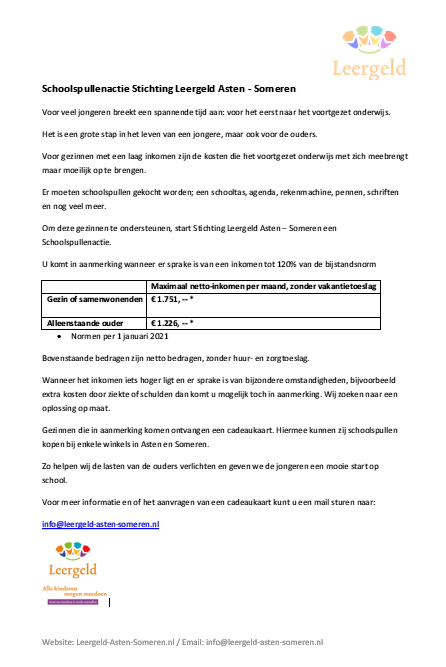 Leergeld
Schoolspullenactie Stichting Leergeld Asten - Someren
Voor veel jongeren breekt een spannende tijd aan: voor het eerst naar het voortgezet onderwijs.
Het is een grote stap in het leven van een jongere, maar ook voor de ouders.
Voor gezinnen met een laag inkomen zijn de kosten die het voortgezet onderwijs met zich meebrengt
maar moeilijk op te brengen.
Er moeten schoolspullen gekocht worden; een schooltas, agenda, rekenmachine, pennen, schriften
en nog veel meer.
Om deze gezinnen te ondersteunen, start Stichting Leergeld Asten – Someren een
Schoolspullenactie.
U komt in aanmerking wanneer er sprake is van een inkomen tot 120% van de bijstandsnorm
Maximaal netto-inkomen per maand, zonder vakantietoeslag
Gezin of samenwonenden € 1.751, -- *
Alleenstaande ouder € 1.226, -- *
• Normen per 1 januari 2021
Bovenstaande bedragen zijn netto bedragen, zonder huur- en zorgtoeslag.
Wanneer het inkomen iets hoger ligt en er sprake is van bijzondere omstandigheden, bijvoorbeeld
extra kosten door ziekte of schulden dan komt u mogelijk toch in aanmerking. Wij zoeken naar een
oplossing op maat.
Gezinnen die in aanmerking komen ontvangen een cadeaukaart. Hiermee kunnen zij schoolspullen
kopen bij enkele winkels in Asten en Someren.
Zo helpen wij de lasten van de ouders verlichten en geven we de jongeren een mooie start op
school.
Voor meer informatie en of het aanvragen van een cadeaukaart kunt u een mail sturen naar:
info@leergeld-asten-someren.nl
Leergeld
Alle kinderen
mogen meedoen
Website: Leergeld-Asten-Someren.nl / Email: info@leergeld-asten-someren.nl